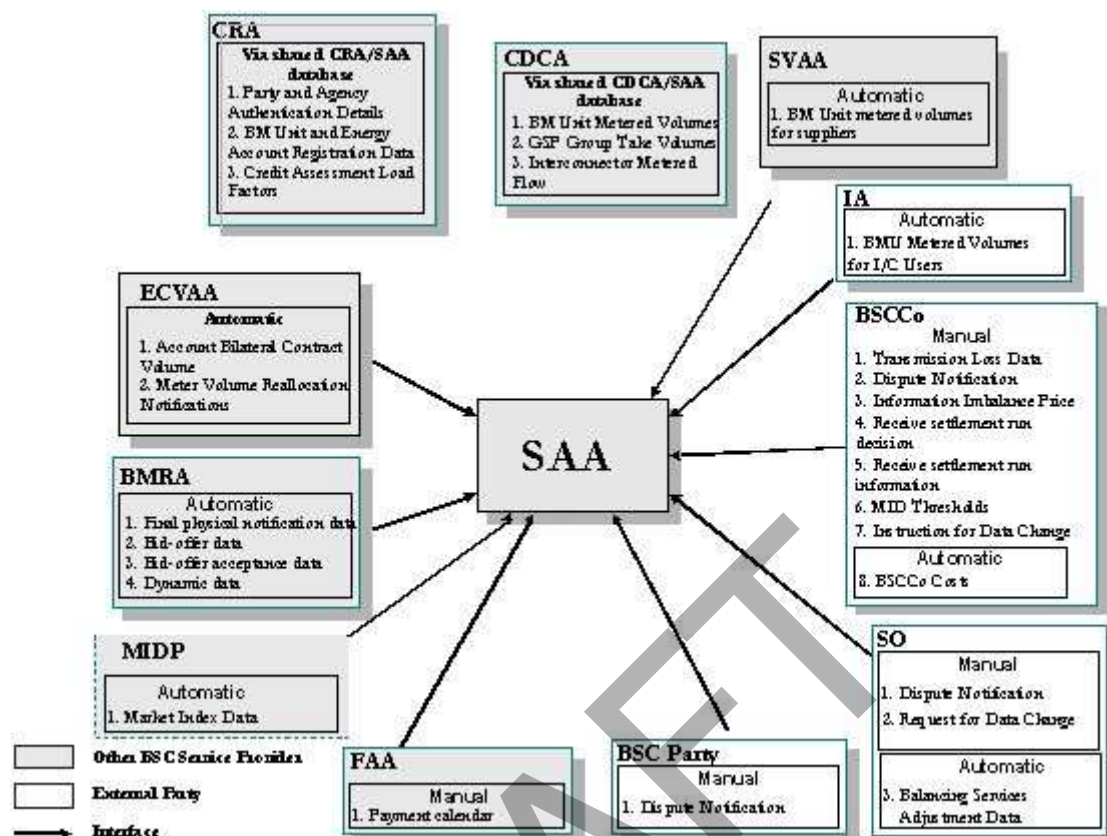 CRA
Via shared CRA/SAA
database
1. Party and Agency
Authentication Details
2. BM Unit and Energy
Account Registration Data
3. Credit Assessment Load
Factors
CDCA
Via shared CDCA/SAA
database
1. BM Unit Metered Volumes
2. GSP Group Take Volumes
3. Interconnector Metered
Flow
SVAA
Automatic
1. BM Unit metered volumes
for suppliers
IA
Automatic
1. BMU Metered Volumes
for I/C Users
ECVAA
Automatic
1. Account Bilateral Contract
Volume
2. Meter Volume Reallocation
Notifications
BSCCo
Manual
1. Transmission Loss Data
2. Dispute Notification
3. Information Imbalance Price
4. Receive settlement run
decision
5. Receive settlement run
information
6. MID Thresholds
7. Instruction for Data Change
Automatic
8. BSCCo Costs
SAA
BMRA
Automatic
1. Final physical notification data
2. Bid-offer data
3. Bid-offer acceptance data
4. Dynamic data
MIDP
Automatic
1. Market Index Data
SO
Manual
1. Dispute Notification
2. Request for Data Change
Automatic
3. Balancing Services
Adjustment Data
FAA
Manual
1. Payment calendar
BSC Party
Manual
1. Dispute Notification
Other BSC Service Provider
External Party
Interface
AFT